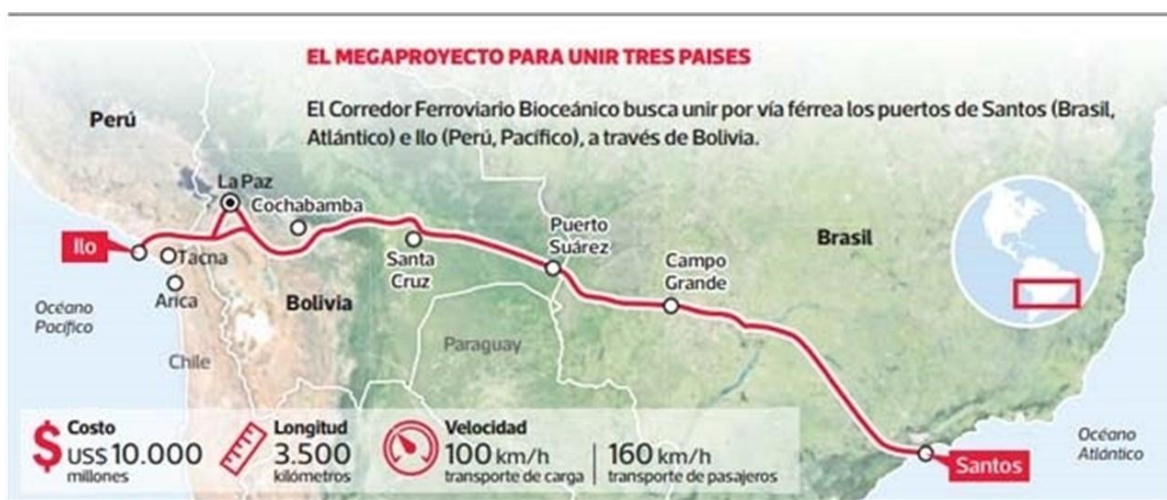 EL MEGAPROYECTO PARA UNIR TRES PAISES
El Corredor Ferroviario Bioceánico busca unir por vía férrea los puertos de Santos (Brasil,
Atlántico) e Ilo (Perú, Pacífico), a través de Bolivia.
Perú
La Paz
Cochabamba
Ilo
Tacna
Arica
Santa
Cruz
Puerto
Suárez
Campo
Grande
Brasil
Bolivia
Océano
Pacífico
Chile
Paraguay
$
Costo
US$ 10.000
millones
Longitud
3.500
kilómetros
Velocidad
100 km/h
transporte de carga
160 km/h
transporte de pasajeros
Santos
Océano
Atlántico